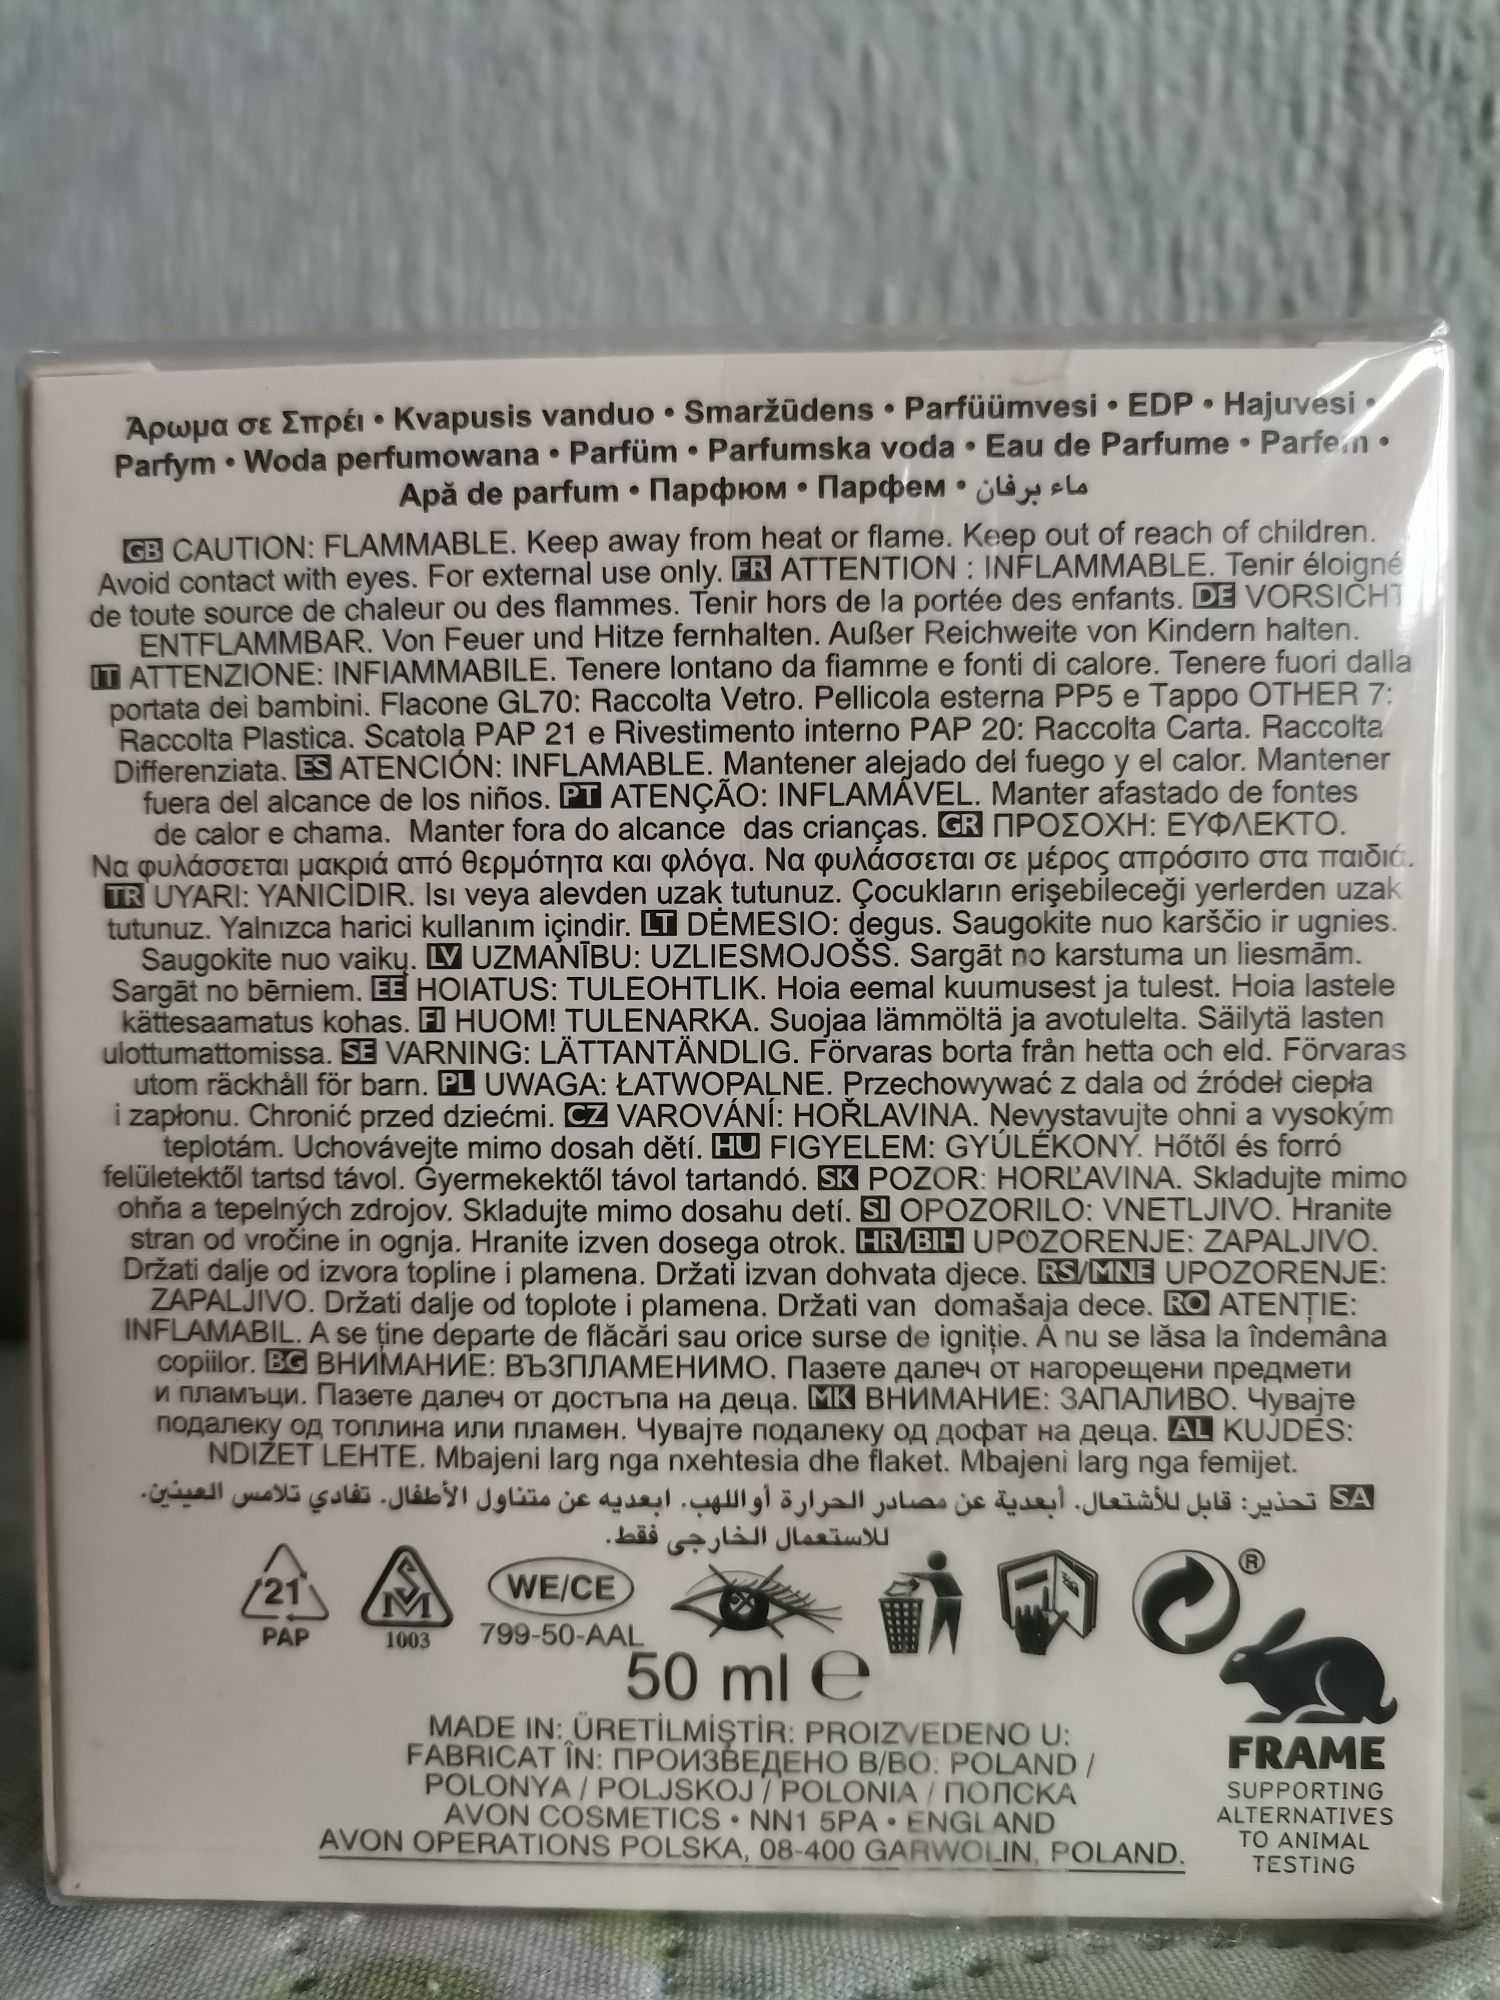 Άρωμα σε Σπρέι • Kvapusis vanduo • Smaržūdens • Parfüümvesi • EDP • Hajuvesi •
Parfym • Woda perfumowana • Parfüm • Parfumska voda • Eau de Parfume • Parfem •
Apă de parfum • Парфюм • Парфем • ماء برفان
GB CAUTION: FLAMMABLE. Keep away from heat or flame. Keep out of reach of children.
Avoid contact with eyes. For external use only. FR ATTENTION : INFLAMMABLE. Tenir éloigné
de toute source de chaleur ou des flammes. Tenir hors de la portée des enfants. DE VORSICHT
ENTFLAMMBAR. Von Feuer und Hitze fernhalten. Außer Reichweite von Kindern halten.
IT ATTENZIONE: INFIAMMABILE. Tenere lontano da fiamme e fonti di calore. Tenere fuori dalla
portata dei bambini. Flacone GL70: Raccolta Vetro. Pellicola esterna PP5 e Tappo OTHER 7:
Raccolta Plastica. Scatola PAP 21 e Rivestimento interno PAP 20: Raccolta Carta. Raccolta
Differenziata. ES ATENCIÓN: INFLAMABLE. Mantener alejado del fuego y el calor. Mantener
fuera del alcance de los niños. PT ATENÇÃO: INFLAMÁVEL. Manter afastado de fontes
de calor e chama. Manter fora do alcance das crianças. GR ΠΡΟΣΟΧΗ: ΕΥΦΛΕΚΤΟ.
Να φυλάσσεται μακριά από θερμότητα και φλόγα. Να φυλάσσεται σε μέρος απρόσιτο στα παιδιά.
TR UYARI: YANICIDIR. Isı veya alevden uzak tutunuz. Çocukların erişebileceği yerlerden uzak
tutunuz. Yalnızca harici kullanım içindir. LT DĖMESIO: degus. Saugokite nuo karščio ir ugnies.
Saugokite nuo vaikų. LV UZMANĪBU: UZLIESMOJOŠS. Sargāt no karstuma un liesmām.
Sargāt no bērniem. EE HOIATUS: TULEOHTLIK. Hoia eemal kuumusest ja tulest. Hoia lastele
kättesaamatus kohas. FI HUOM! TULENARKA. Suojaa lämmöltä ja avotulelta. Säilytä lasten
ulottumattomissa. SE VARNING: LÄTTANTÄNDLIG. Förvaras borta från hetta och eld. Förvaras
utom räckhåll för barn. PL UWAGA: ŁATWOPALNE. Przechowywać z dala od źródeł ciepła
i zapłonu. Chronić przed dziećmi. CZ VAROVÁNÍ: HOŘLAVINA. Nevystavujte ohni a vysokým
teplotám. Uchovávejte mimo dosah dětí. HU FIGYELEM: GYÚLÉKONY. Hőtől és forró
felületektől tartsd távol. Gyermekektől távol tartandó. SK POZOR: HORĽAVINA. Skladujte mimo
ohňa a tepelných zdrojov. Skladujte mimo dosahu detí. SI OPOZORILO: VNETLJIVO. Hranite
stran od vročine in ognja. Hranite izven dosega otrok. HR/BIH UPOZORENJE: ZAPALJIVO.
Držati dalje od izvora topline i plamena. Držati izvan dohvata djece. RS/MNE UPOZORENJE:
ZAPALJIVO. Držati dalje od toplote i plamena. Držati van domašaja dece. RO ATENȚIE:
INFLAMABIL. A se ține departe de flăcări sau orice surse de igniție. A nu se lăsa la îndemâna
copiilor. BG ВНИМАНИЕ: ВЪЗПЛАМЕНИМО. Пазете далеч от нагорещени предмети
и пламъци. Пазете далеч от достъпа на деца. MK ВНИМАНИЕ: ЗАПАЛИВО. Чувајте
подалеку од топлина или пламен. Чувајте подалеку од дофат на деца. AL KUJDES:
NDIZET LEHTE. Mbajeni larg nga nxehtesia dhe flaket. Mbajeni larg nga femijet.
SA تحذير: قابل للأشتعال. أبعدية عن مصادر الحرارة أو اللهب. ابعديه عن متناول الأطفال. تفادي تلامس العينين.
للاستعمال الخارجى فقط.
21 PAP
SM 1003
WE/CE
799-50-AAL
®
50 ml ℮
MADE IN: ÜRETİLMİŞTİR: PROIZVEDENO U:
FABRICAT ÎN: ПРОИЗВЕДЕНО В/ВО: POLAND /
POLONYA / POLJSKOJ / POLONIA / ПОЛСКА
AVON COSMETICS • NN1 5PA • ENGLAND
AVON OPERATIONS POLSKA, 08-400 GARWOLIN, POLAND.
FRAME
SUPPORTING
ALTERNATIVES
TO ANIMAL
TESTING